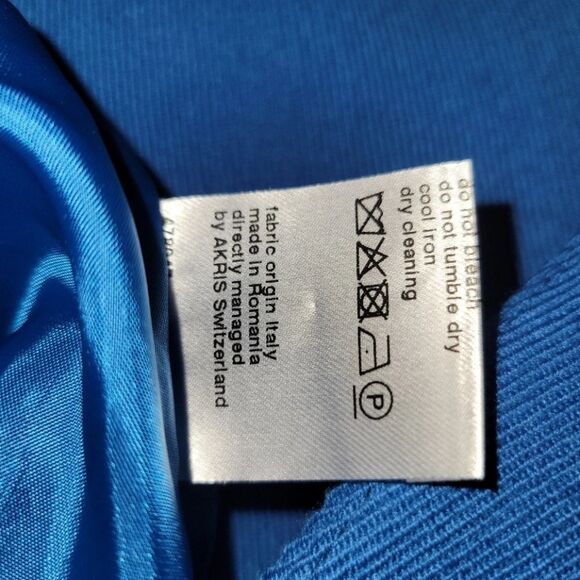 do not bleach
do not tumble dry
cool iron
dry cleaning
P
fabric origin Italy
made in Romania
directly managed
by AKRIS Switzerland